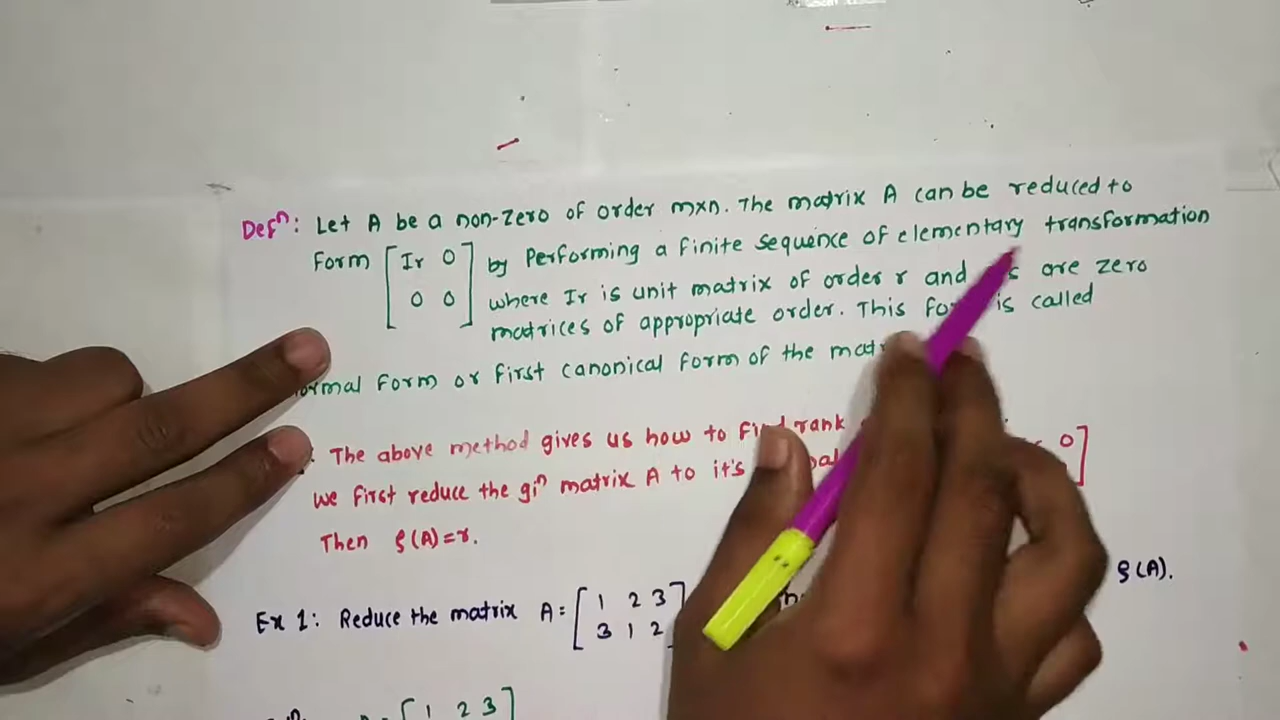 Defⁿ: Let A be a non-zero of order mxn. The matrix A can be reduced to
Form [Ir 0 by Performing a finite sequence of elementary transformation
0 0] where Ir is unit matrix of order r and are zero
matrices of appropriate order. This is called
Form or First canonical Form of the
The above method gives us how to find rank 0]
we first reduce the giⁿ matrix A to it's
Then ρ(A)=r.
Ex 1: Reduce the matrix A=[1 2 3 ρ(A).
3 1 2]
[1 2 3]